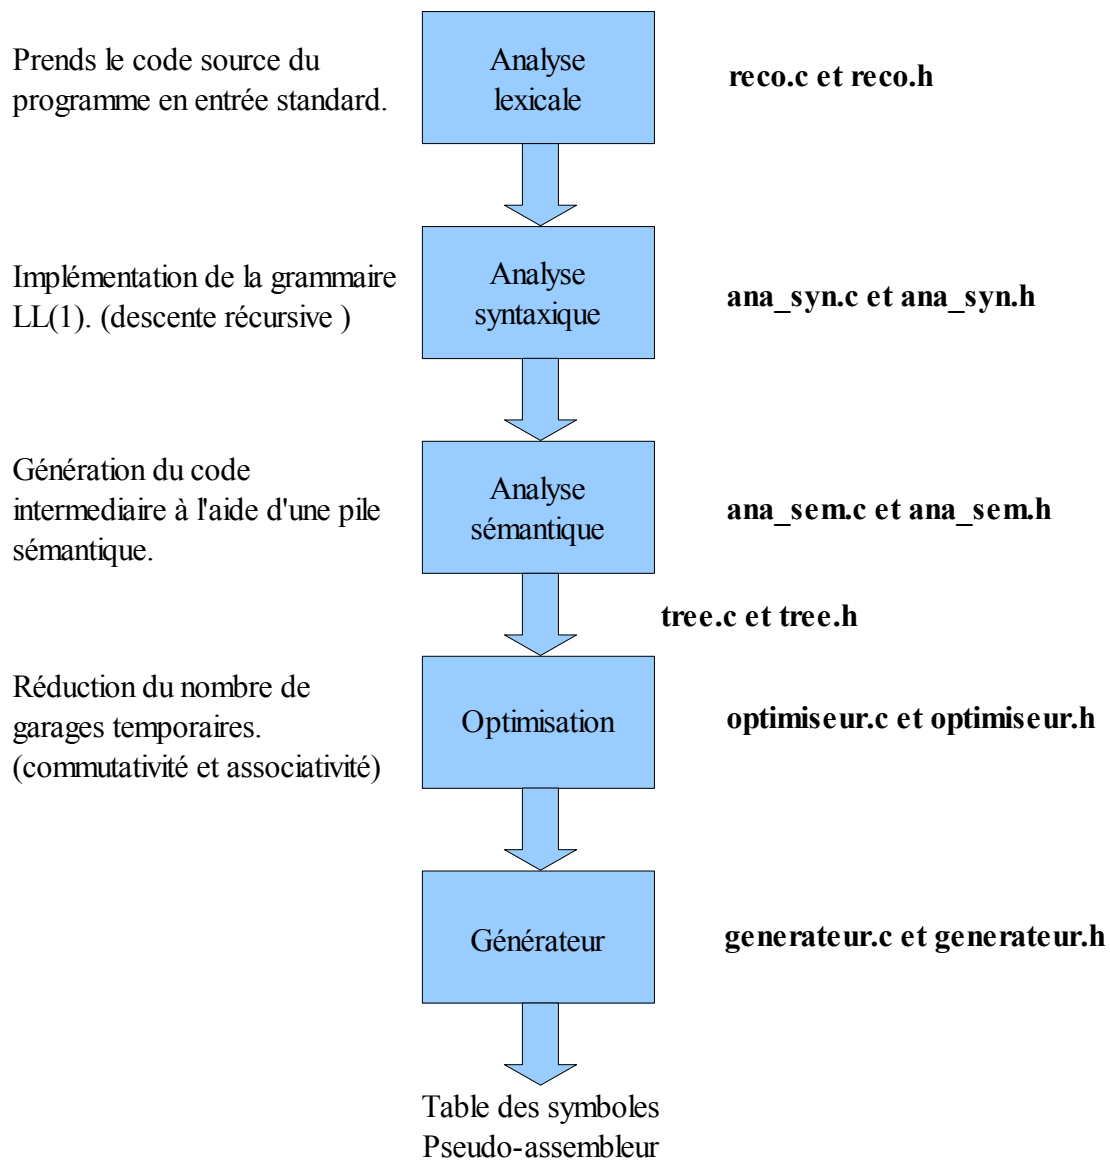 Prends le code source du
programme en entrée standard.
Analyse
lexicale
reco.c et reco.h
Implémentation de la grammaire
LL(1). (descente récursive )
Analyse
syntaxique
ana_syn.c et ana_syn.h
Génération du code
intermediaire à l'aide d'une pile
sémantique.
Analyse
sémantique
ana_sem.c et ana_sem.h
tree.c et tree.h
Réduction du nombre de
garages temporaires.
(commutativité et associativité)
Optimisation
optimiseur.c et optimiseur.h
Générateur
generateur.c et generateur.h
Table des symboles
Pseudo-assembleur